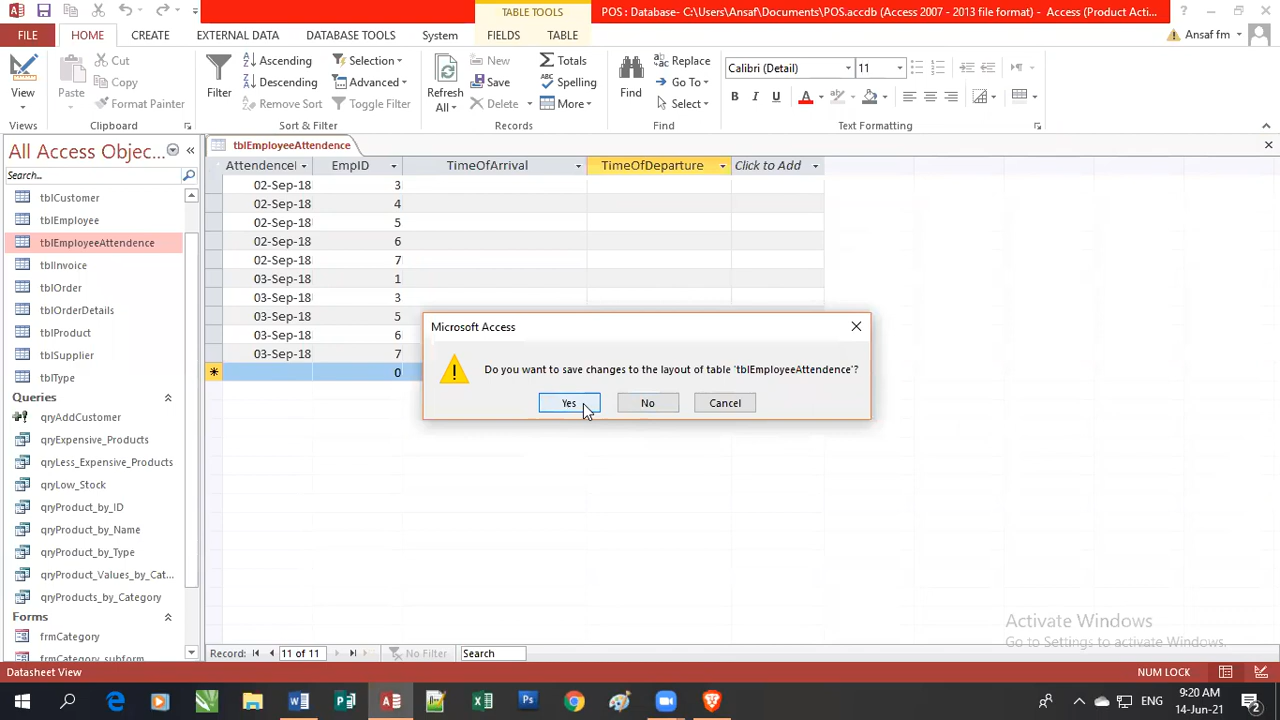 TABLE TOOLS
POS : Database- C:\Users\Ansaf\Documents\POS.accdb (Access 2007 - 2013 file format) - Access (Product Acti...
FILE HOME CREATE EXTERNAL DATA DATABASE TOOLS System FIELDS TABLE Ansaf fm
View
Views
Paste
Cut
Copy
Format Painter
Clipboard
Filter
Ascending
Descending
Remove Sort
Selection
Advanced
Toggle Filter
Sort & Filter
Refresh
All
New
Save
Delete
Totals
Spelling
More
Records
Find
Replace
Go To
Select
Find
Calibri (Detail) 11
B I U A
Text Formatting
All Access Objec...
Search...
tblCustomer
tblEmployee
tblEmployeeAttendence
tblInvoice
tblOrder
tblOrderDetails
tblProduct
tblSupplier
tblType
Queries
qryAddCustomer
qryExpensive_Products
qryLess_Expensive_Products
qryLow_Stock
qryProduct_by_ID
qryProduct_by_Name
qryProduct_by_Type
qryProduct_Values_by_Cat...
qryProducts_by_Category
Forms
frmCategory
frmCategory_subform
tblEmployeeAttendence
Attendencel EmpID TimeOfArrival TimeOfDeparture Click to Add
02-Sep-18 3
02-Sep-18 4
02-Sep-18 5
02-Sep-18 6
02-Sep-18 7
03-Sep-18 1
03-Sep-18 3
03-Sep-18 5
03-Sep-18 6
03-Sep-18 7
* 0
Microsoft Access
Do you want to save changes to the layout of table 'tblEmployeeAttendence'?
Yes No Cancel
Activate Windows
Go to Settings to activate Windows.
Record: 11 of 11 No Filter Search
Datasheet View NUM LOCK
ENG 9:20 AM
14-Jun-21
2